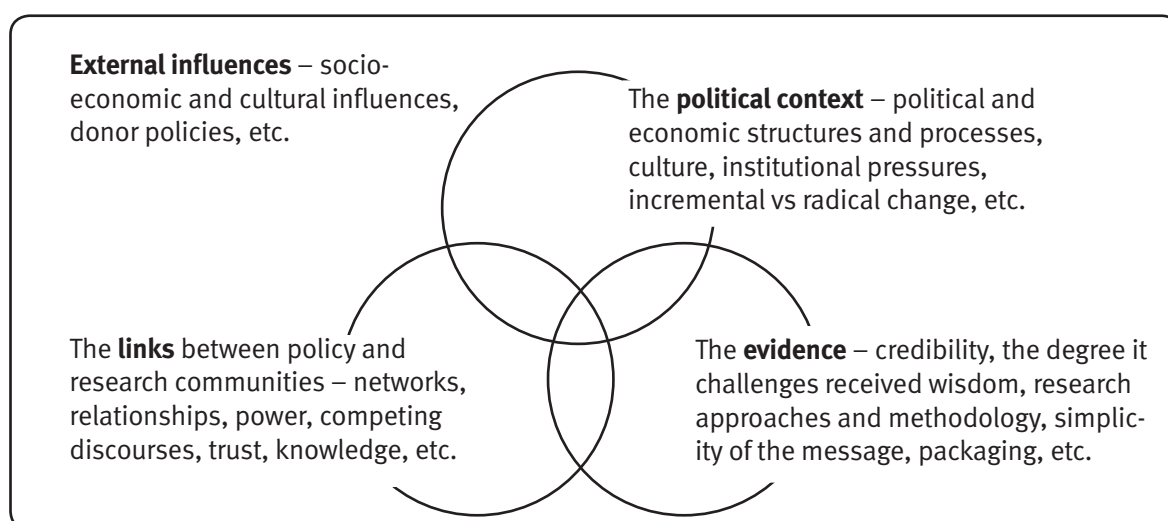 External influences – socio-
economic and cultural influences,
donor policies, etc.
The political context – political and
economic structures and processes,
culture, institutional pressures,
incremental vs radical change, etc.
The links between policy and
research communities – networks,
relationships, power, competing
discourses, trust, knowledge, etc.
The evidence – credibility, the degree it
challenges received wisdom, research
approaches and methodology, simplic-
ity of the message, packaging, etc.